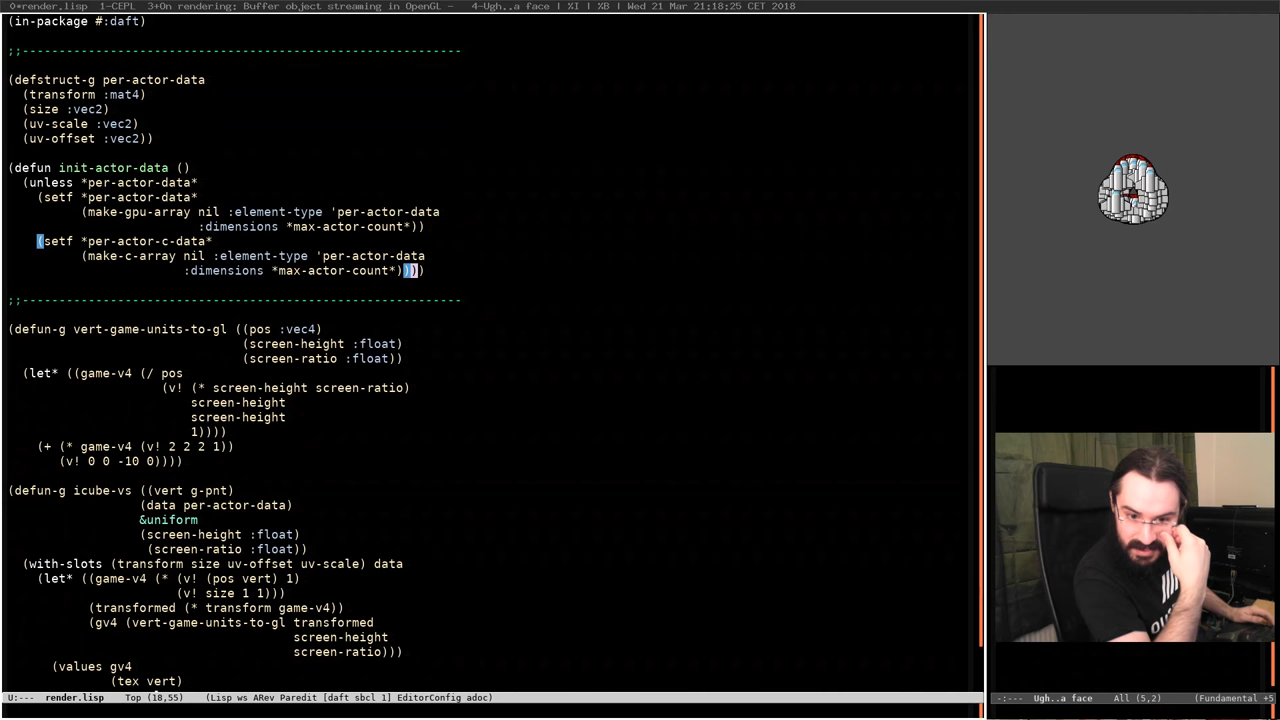 0*render.lisp  1-CEPL  3+On rendering: Buffer object streaming in OpenGL -   4-Ugh..a face | XI | %B | Wed 21 Mar 21:18:25 CET 2018
(in-package #:daft)
;;------------------------------------------------------------
(defstruct-g per-actor-data
  (transform :mat4)
  (size :vec2)
  (uv-scale :vec2)
  (uv-offset :vec2))
(defun init-actor-data ()
  (unless *per-actor-data*
    (setf *per-actor-data*
          (make-gpu-array nil :element-type 'per-actor-data
                          :dimensions *max-actor-count*))
    (setf *per-actor-c-data*
          (make-c-array nil :element-type 'per-actor-data
                        :dimensions *max-actor-count*))))
;;------------------------------------------------------------
(defun-g vert-game-units-to-gl ((pos :vec4)
                                (screen-height :float)
                                (screen-ratio :float))
  (let* ((game-v4 (/ pos
                     (v! (* screen-height screen-ratio)
                         screen-height
                         screen-height
                         1))))
    (+ (* game-v4 (v! 2 2 2 1))
       (v! 0 0 -10 0))))
(defun-g icube-vs ((vert g-pnt)
                  (data per-actor-data)
                  &uniform
                  (screen-height :float)
                   (screen-ratio :float))
  (with-slots (transform size uv-offset uv-scale) data
    (let* ((game-v4 (* (v! (pos vert) 1)
                       (v! size 1 1)))
           (transformed (* transform game-v4))
           (gv4 (vert-game-units-to-gl transformed
                                       screen-height
                                       screen-ratio)))
      (values gv4
              (tex vert)
U:---  render.lisp   Top (18,55)   (Lisp ws ARev Paredit [daft sbcl 1] EditorConfig adoc)
-:---  Ugh..a face   All (5,2)   (Fundamental +5